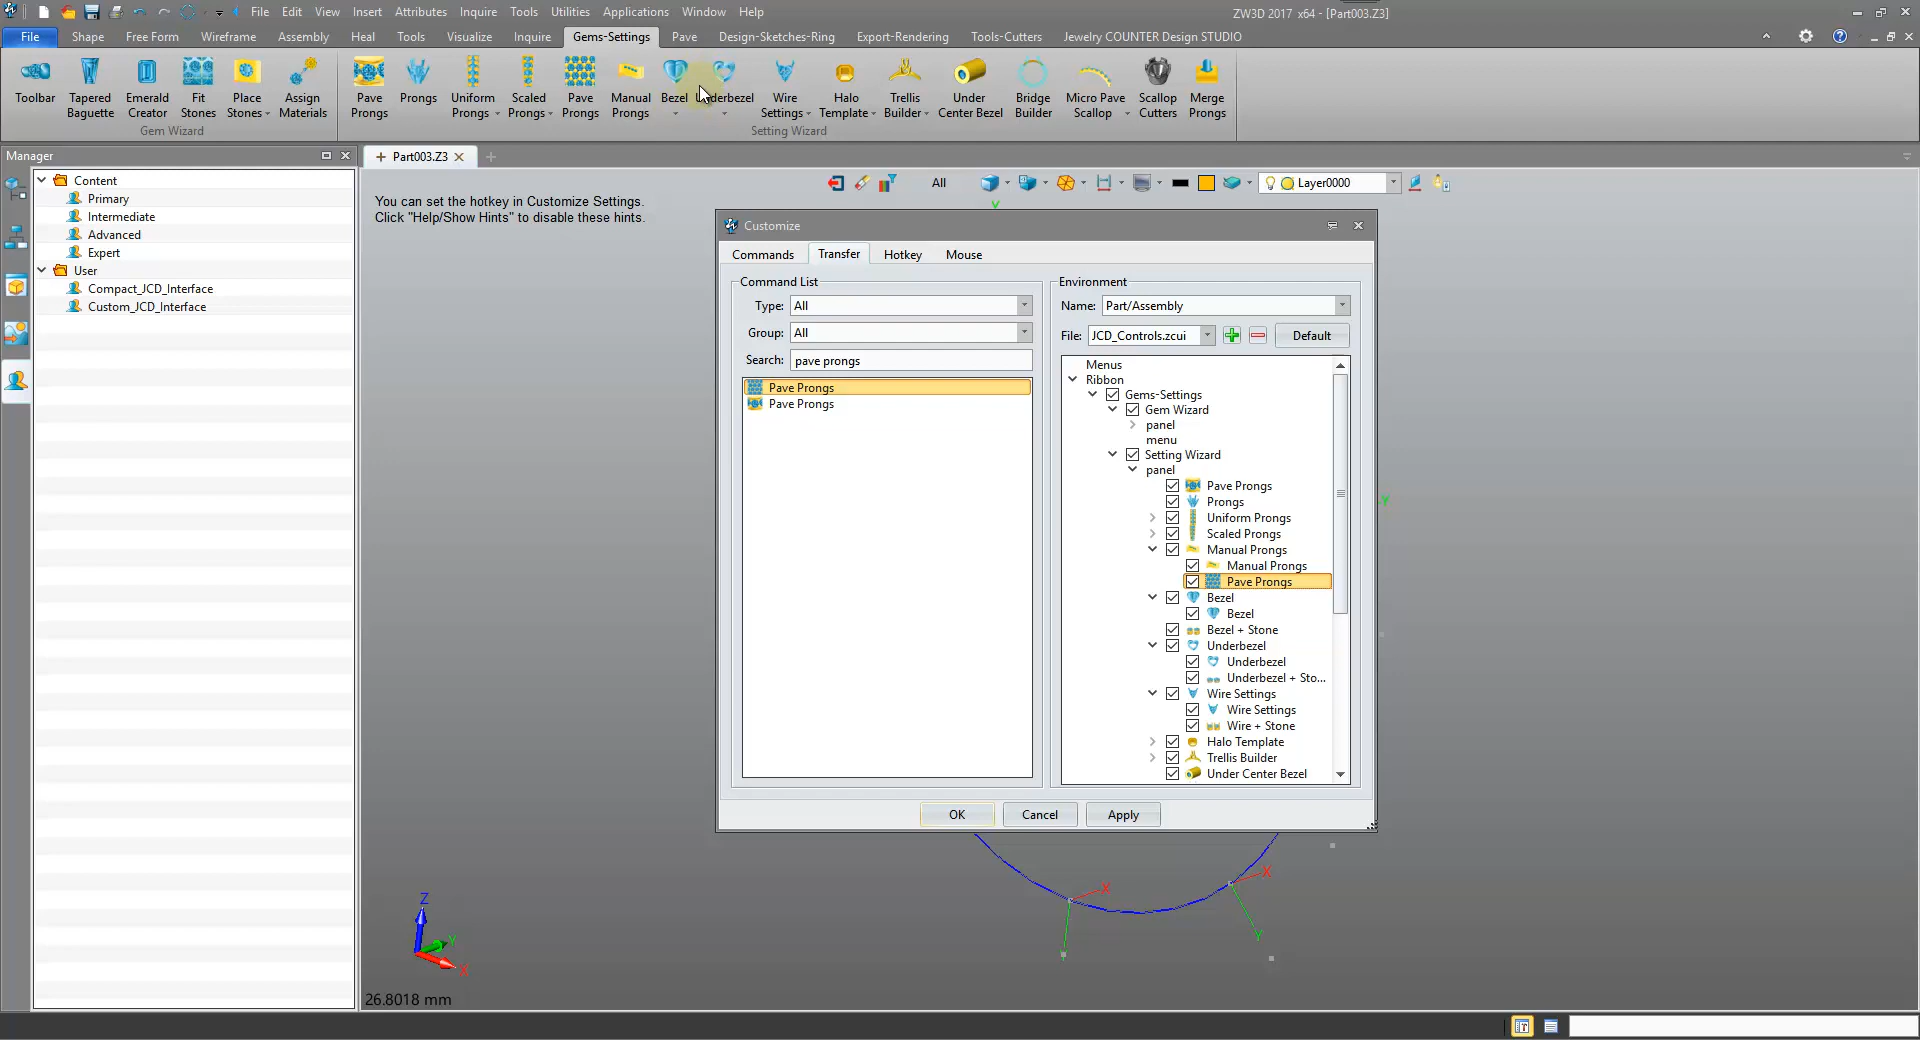 File Edit View Insert Attributes Inquire Tools Utilities Applications Window Help
ZW3D 2017 x64 - [Part003.Z3]
File Shape Free Form Wireframe Assembly Heal Tools Visualize Inquire Gems-Settings Pave Design-Sketches-Ring Export-Rendering Tools-Cutters Jewelry COUNTER Design STUDIO
Toolbar
Tapered Baguette
Emerald Creator
Fit Stones
Place Stones
Assign Materials
Pave Prongs
Prongs
Uniform Prongs
Scaled Prongs
Pave Prongs
Manual Prongs
Bezel
Underbezel
Wire Settings
Halo Template
Trellis Builder
Under Center Bezel
Bridge Builder
Micro Pave Scallop
Scallop Cutters
Merge Prongs
Gem Wizard
Setting Wizard
Manager
Part003.Z3
Content
Primary
Intermediate
Advanced
Expert
User
Compact_JCD_Interface
Custom_JCD_Interface
You can set the hotkey in Customize Settings.
Click "Help/Show Hints" to disable these hints.
All
Layer0000
Customize
Commands Transfer Hotkey Mouse
Command List
Type: All
Group: All
Search: pave prongs
Pave Prongs
Pave Prongs
Environment
Name: Part/Assembly
File: JCD_Controls.zcui
Default
Menus
Ribbon
Gems-Settings
Gem Wizard
panel
menu
Setting Wizard
panel
Pave Prongs
Prongs
Uniform Prongs
Scaled Prongs
Manual Prongs
Manual Prongs
Pave Prongs
Bezel
Bezel
Bezel + Stone
Underbezel
Underbezel
Underbezel + Sto...
Wire Settings
Wire Settings
Wire + Stone
Halo Template
Trellis Builder
Under Center Bezel
OK Cancel Apply
Y
Y
X
X
Y
Z
Y
X
26.8018 mm